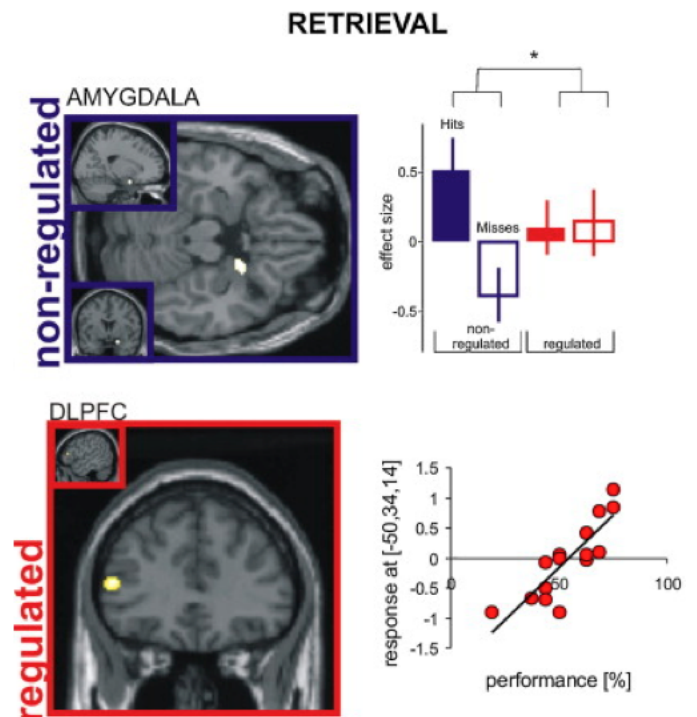 RETRIEVAL
AMYGDALA
non-regulated
*
Hits
Misses
effect size
0.5
0
-0.5
non-
regulated
regulated
DLPFC
regulated
response at [-50,34,14]
1.5
1
0.5
0
-0.5
-1
-1.5
0
50
100
performance [%]